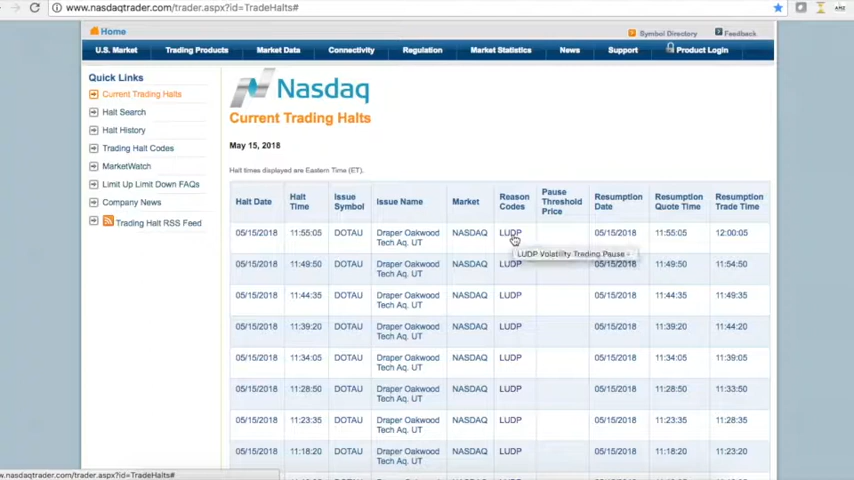 www.nasdaqtrader.com/trader.aspx?id=TradeHalts#
Home
Symbol Directory
Feedback
U.S. Market Trading Products Market Data Connectivity Regulation Market Statistics News Support Product Login
Quick Links
Current Trading Halts
Halt Search
Halt History
Trading Halt Codes
MarketWatch
Limit Up Limit Down FAQs
Company News
Trading Halt RSS Feed
Nasdaq
Current Trading Halts
May 15, 2018
Halt times displayed are Eastern Time (ET).
Halt Date Halt Time Issue Symbol Issue Name Market Reason Codes Pause Threshold Price Resumption Date Resumption Quote Time Resumption Trade Time
05/15/2018 11:55:05 DOTAU Draper Oakwood Tech Aq. UT NASDAQ LUDP 05/15/2018 11:55:05 12:00:05
LUDP Volatility Trading Pause -
05/15/2018 11:49:50 DOTAU Draper Oakwood Tech Aq. UT NASDAQ LUDP 05/15/2018 11:49:50 11:54:50
05/15/2018 11:44:35 DOTAU Draper Oakwood Tech Aq. UT NASDAQ LUDP 05/15/2018 11:44:35 11:49:35
05/15/2018 11:39:20 DOTAU Draper Oakwood Tech Aq. UT NASDAQ LUDP 05/15/2018 11:39:20 11:44:20
05/15/2018 11:34:05 DOTAU Draper Oakwood Tech Aq. UT NASDAQ LUDP 05/15/2018 11:34:05 11:39:05
05/15/2018 11:28:50 DOTAU Draper Oakwood Tech Aq. UT NASDAQ LUDP 05/15/2018 11:28:50 11:33:50
05/15/2018 11:23:35 DOTAU Draper Oakwood Tech Aq. UT NASDAQ LUDP 05/15/2018 11:23:35 11:28:35
05/15/2018 11:18:20 DOTAU Draper Oakwood Tech Aq. UT NASDAQ LUDP 05/15/2018 11:18:20 11:23:20
www.nasdaqtrader.com/trader.aspx?id=TradeHalts#